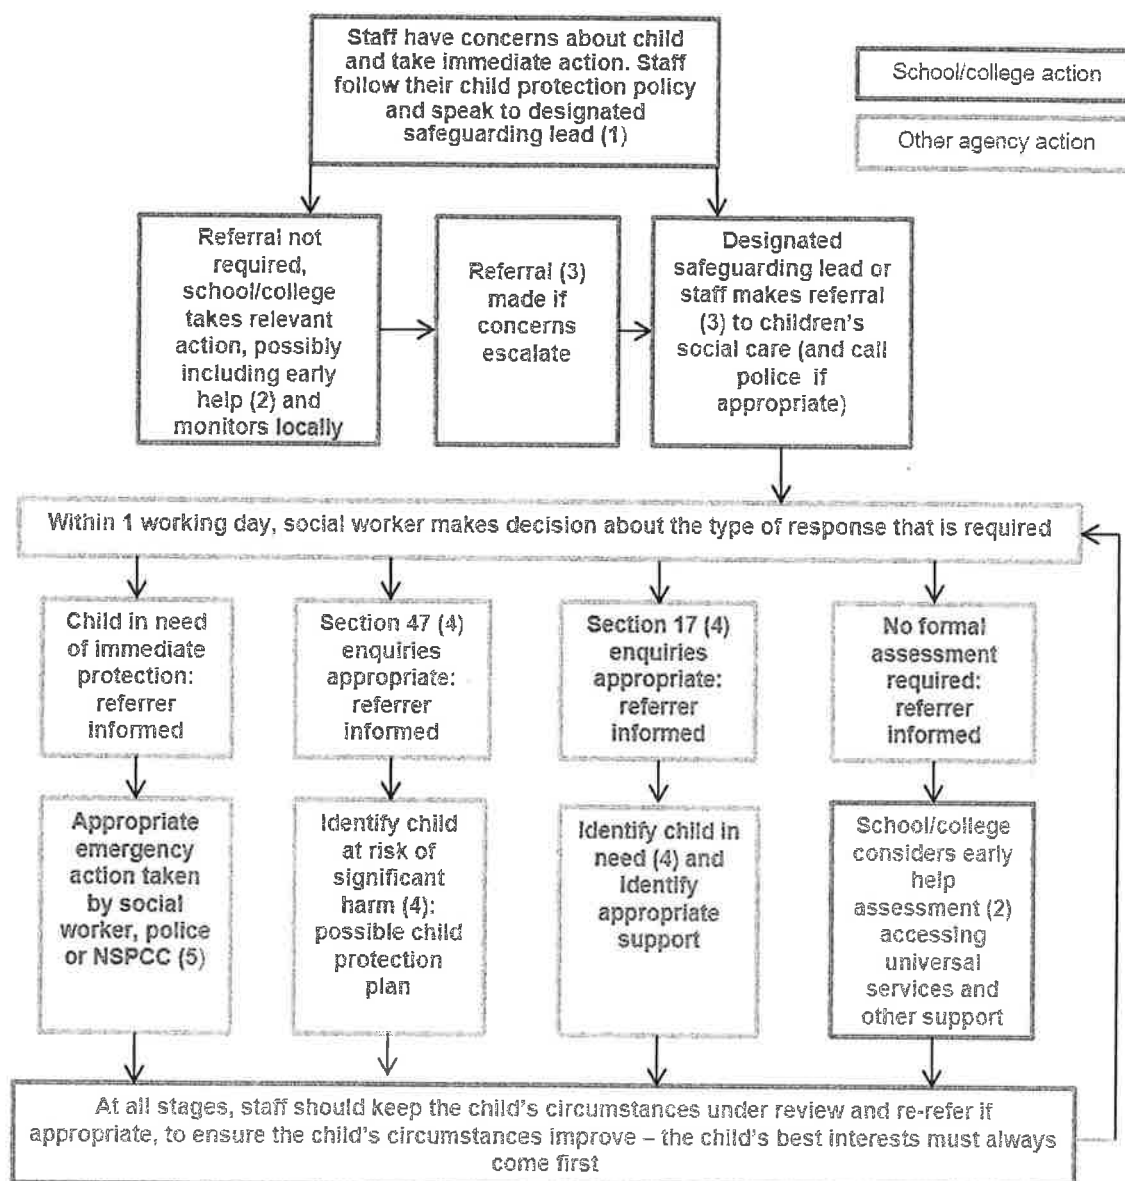 Staff have concerns about child
and take immediate action. Staff
follow their child protection policy
and speak to designated
safeguarding lead (1)
School/college action
Other agency action
Referral not
required,
school/college
takes relevant
action, possibly
including early
help (2) and
monitors locally
Referral (3)
made if
concerns
escalate
Designated
safeguarding lead or
staff makes referral
(3) to children's
social care (and call
police if
appropriate)
Within 1 working day, social worker makes decision about the type of response that is required
Child in need
of immediate
protection:
referrer
informed
Section 47 (4)
enquiries
appropriate:
referrer
informed
Section 17 (4)
enquiries
appropriate:
referrer
informed
No formal
assessment
required:
referrer
informed
Appropriate
emergency
action taken
by social
worker, police
or NSPCC (5)
Identify child
at risk of
significant
harm (4):
possible child
protection
plan
Identify child in
need (4) and
identify
appropriate
support
School/college
considers early
help
assessment (2)
accessing
universal
services and
other support
At all stages, staff should keep the child's circumstances under review and re-refer if
appropriate, to ensure the child's circumstances improve – the child's best interests must always
come first